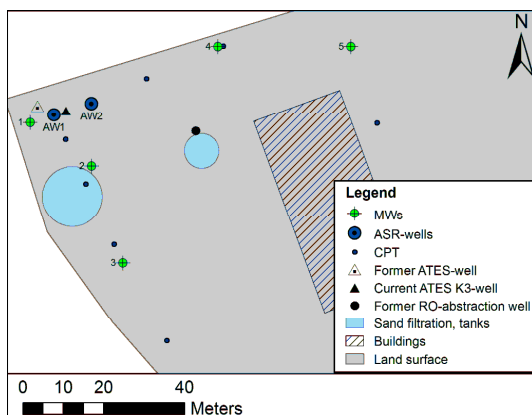 N
4
5
AW2
1
AW1
2
3
Legend
MWs
ASR-wells
CPT
Former ATES-well
Current ATES K3-well
Former RO-abstraction well
Sand filtration, tanks
Buildings
Land surface
0 10 20 40
Meters